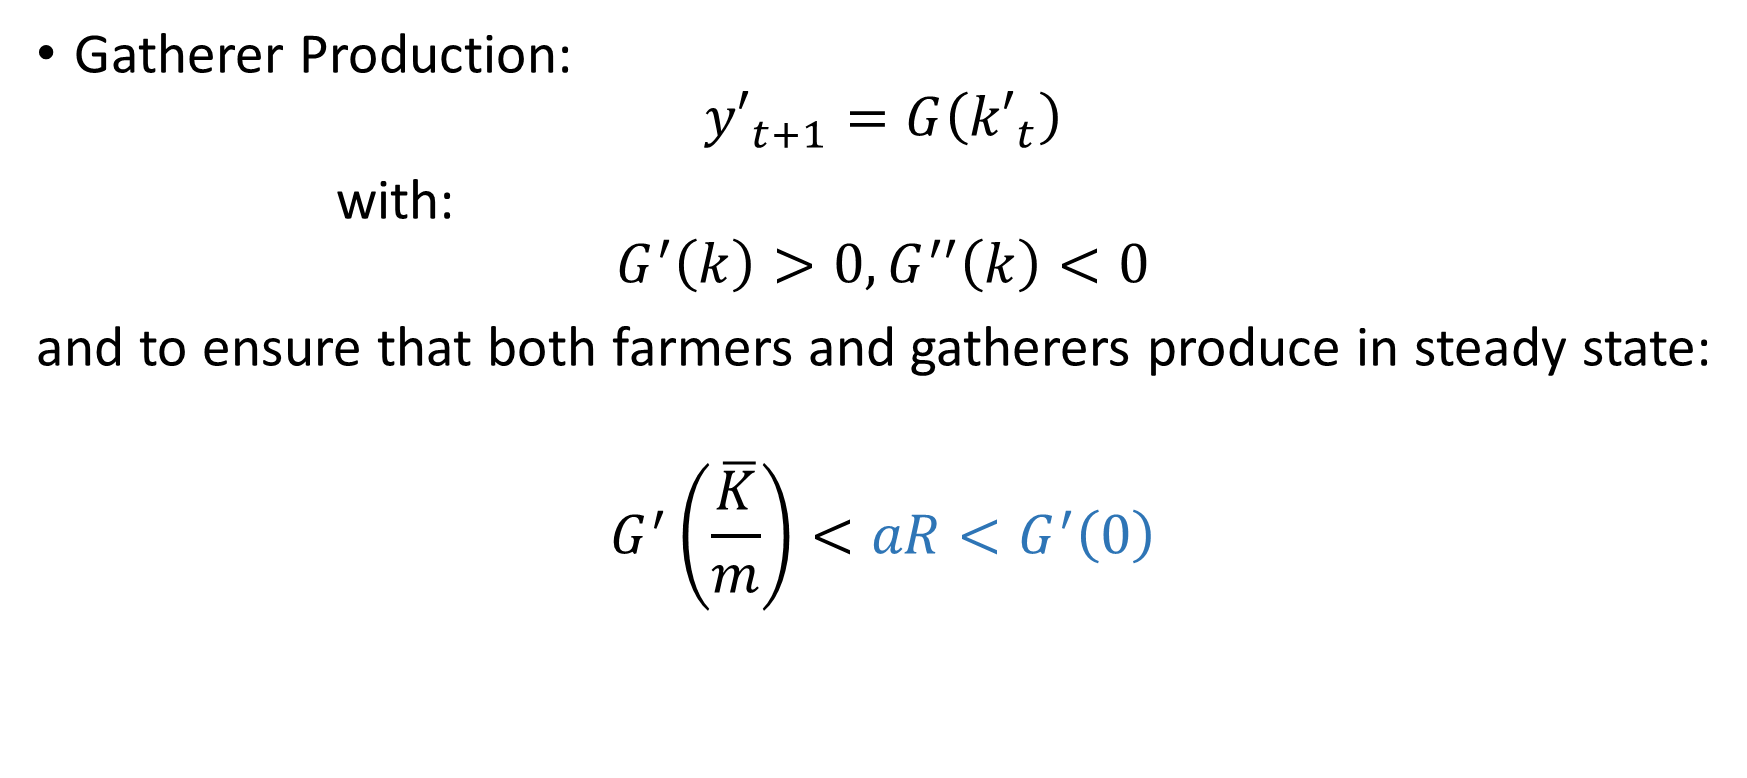 • Gatherer Production:
y′ₜ₊₁ = G(k′ₜ)
with:
G′(k) > 0, G′′(k) < 0
and to ensure that both farmers and gatherers produce in steady state:
G′(K̅/m) < aR < G′(0)